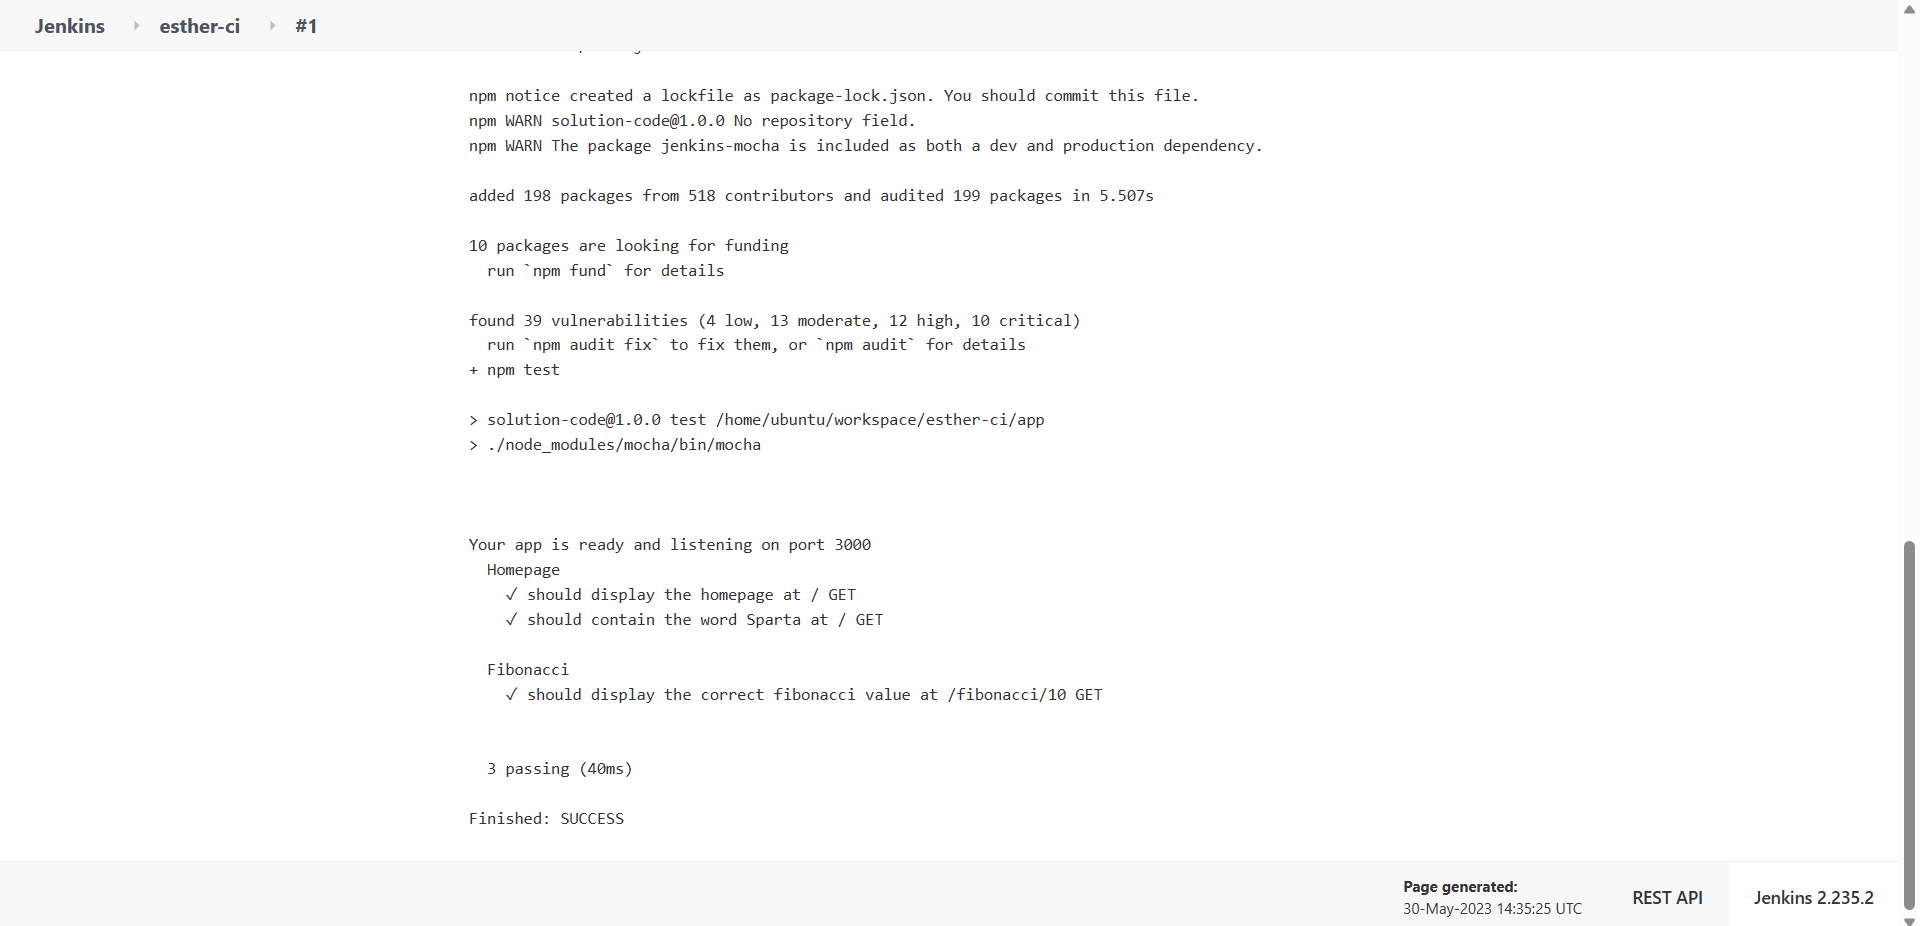 Jenkins esther-ci #1
npm notice created a lockfile as package-lock.json. You should commit this file.
npm WARN solution-code@1.0.0 No repository field.
npm WARN The package jenkins-mocha is included as both a dev and production dependency.
added 198 packages from 518 contributors and audited 199 packages in 5.507s
10 packages are looking for funding
run `npm fund` for details
found 39 vulnerabilities (4 low, 13 moderate, 12 high, 10 critical)
run `npm audit fix` to fix them, or `npm audit` for details
+ npm test
> solution-code@1.0.0 test /home/ubuntu/workspace/esther-ci/app
> ./node_modules/mocha/bin/mocha
Your app is ready and listening on port 3000
Homepage
✓ should display the homepage at / GET
✓ should contain the word Sparta at / GET
Fibonacci
✓ should display the correct fibonacci value at /fibonacci/10 GET
3 passing (40ms)
Finished: SUCCESS
Page generated:
30-May-2023 14:35:25 UTC
REST API
Jenkins 2.235.2